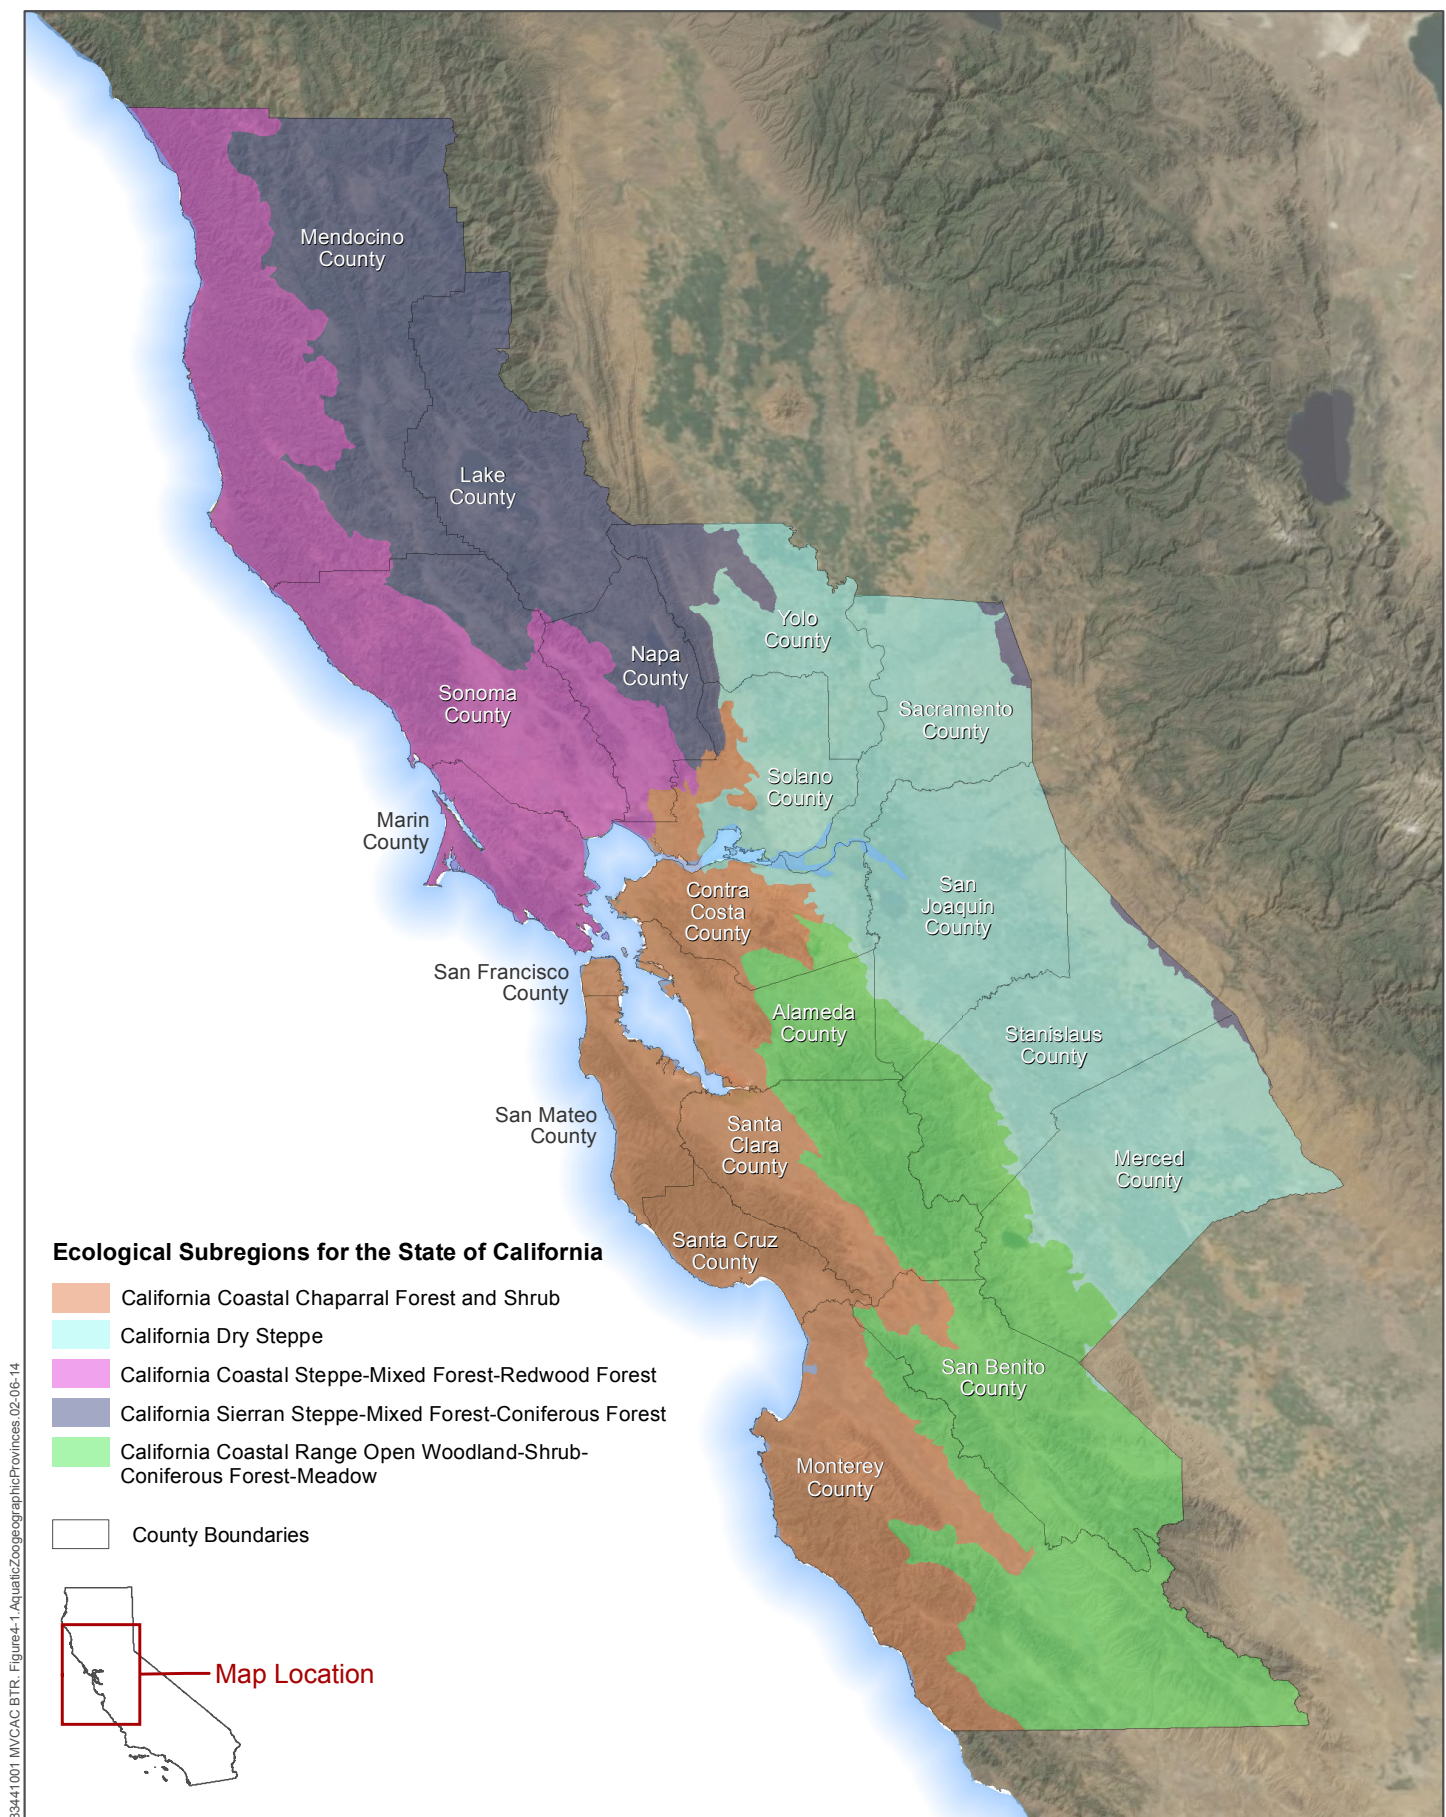 Mendocino
County
Lake
County
Yolo
County
Napa
County
Sonoma
County
Sacramento
County
Solano
County
Marin
County
Contra
Costa
County
San
Joaquin
County
San Francisco
County
Alameda
County
Stanislaus
County
San Mateo
County
Santa
Clara
County
Merced
County
Santa Cruz
County
San Benito
County
Monterey
County
Ecological Subregions for the State of California
California Coastal Chaparral Forest and Shrub
California Dry Steppe
California Coastal Steppe-Mixed Forest-Redwood Forest
California Sierran Steppe-Mixed Forest-Coniferous Forest
California Coastal Range Open Woodland-Shrub-
Coniferous Forest-Meadow
County Boundaries
Map Location
33441001 MVCAC BTR. Figure4-1.AquaticZoogeographicProvinces.02-06-14